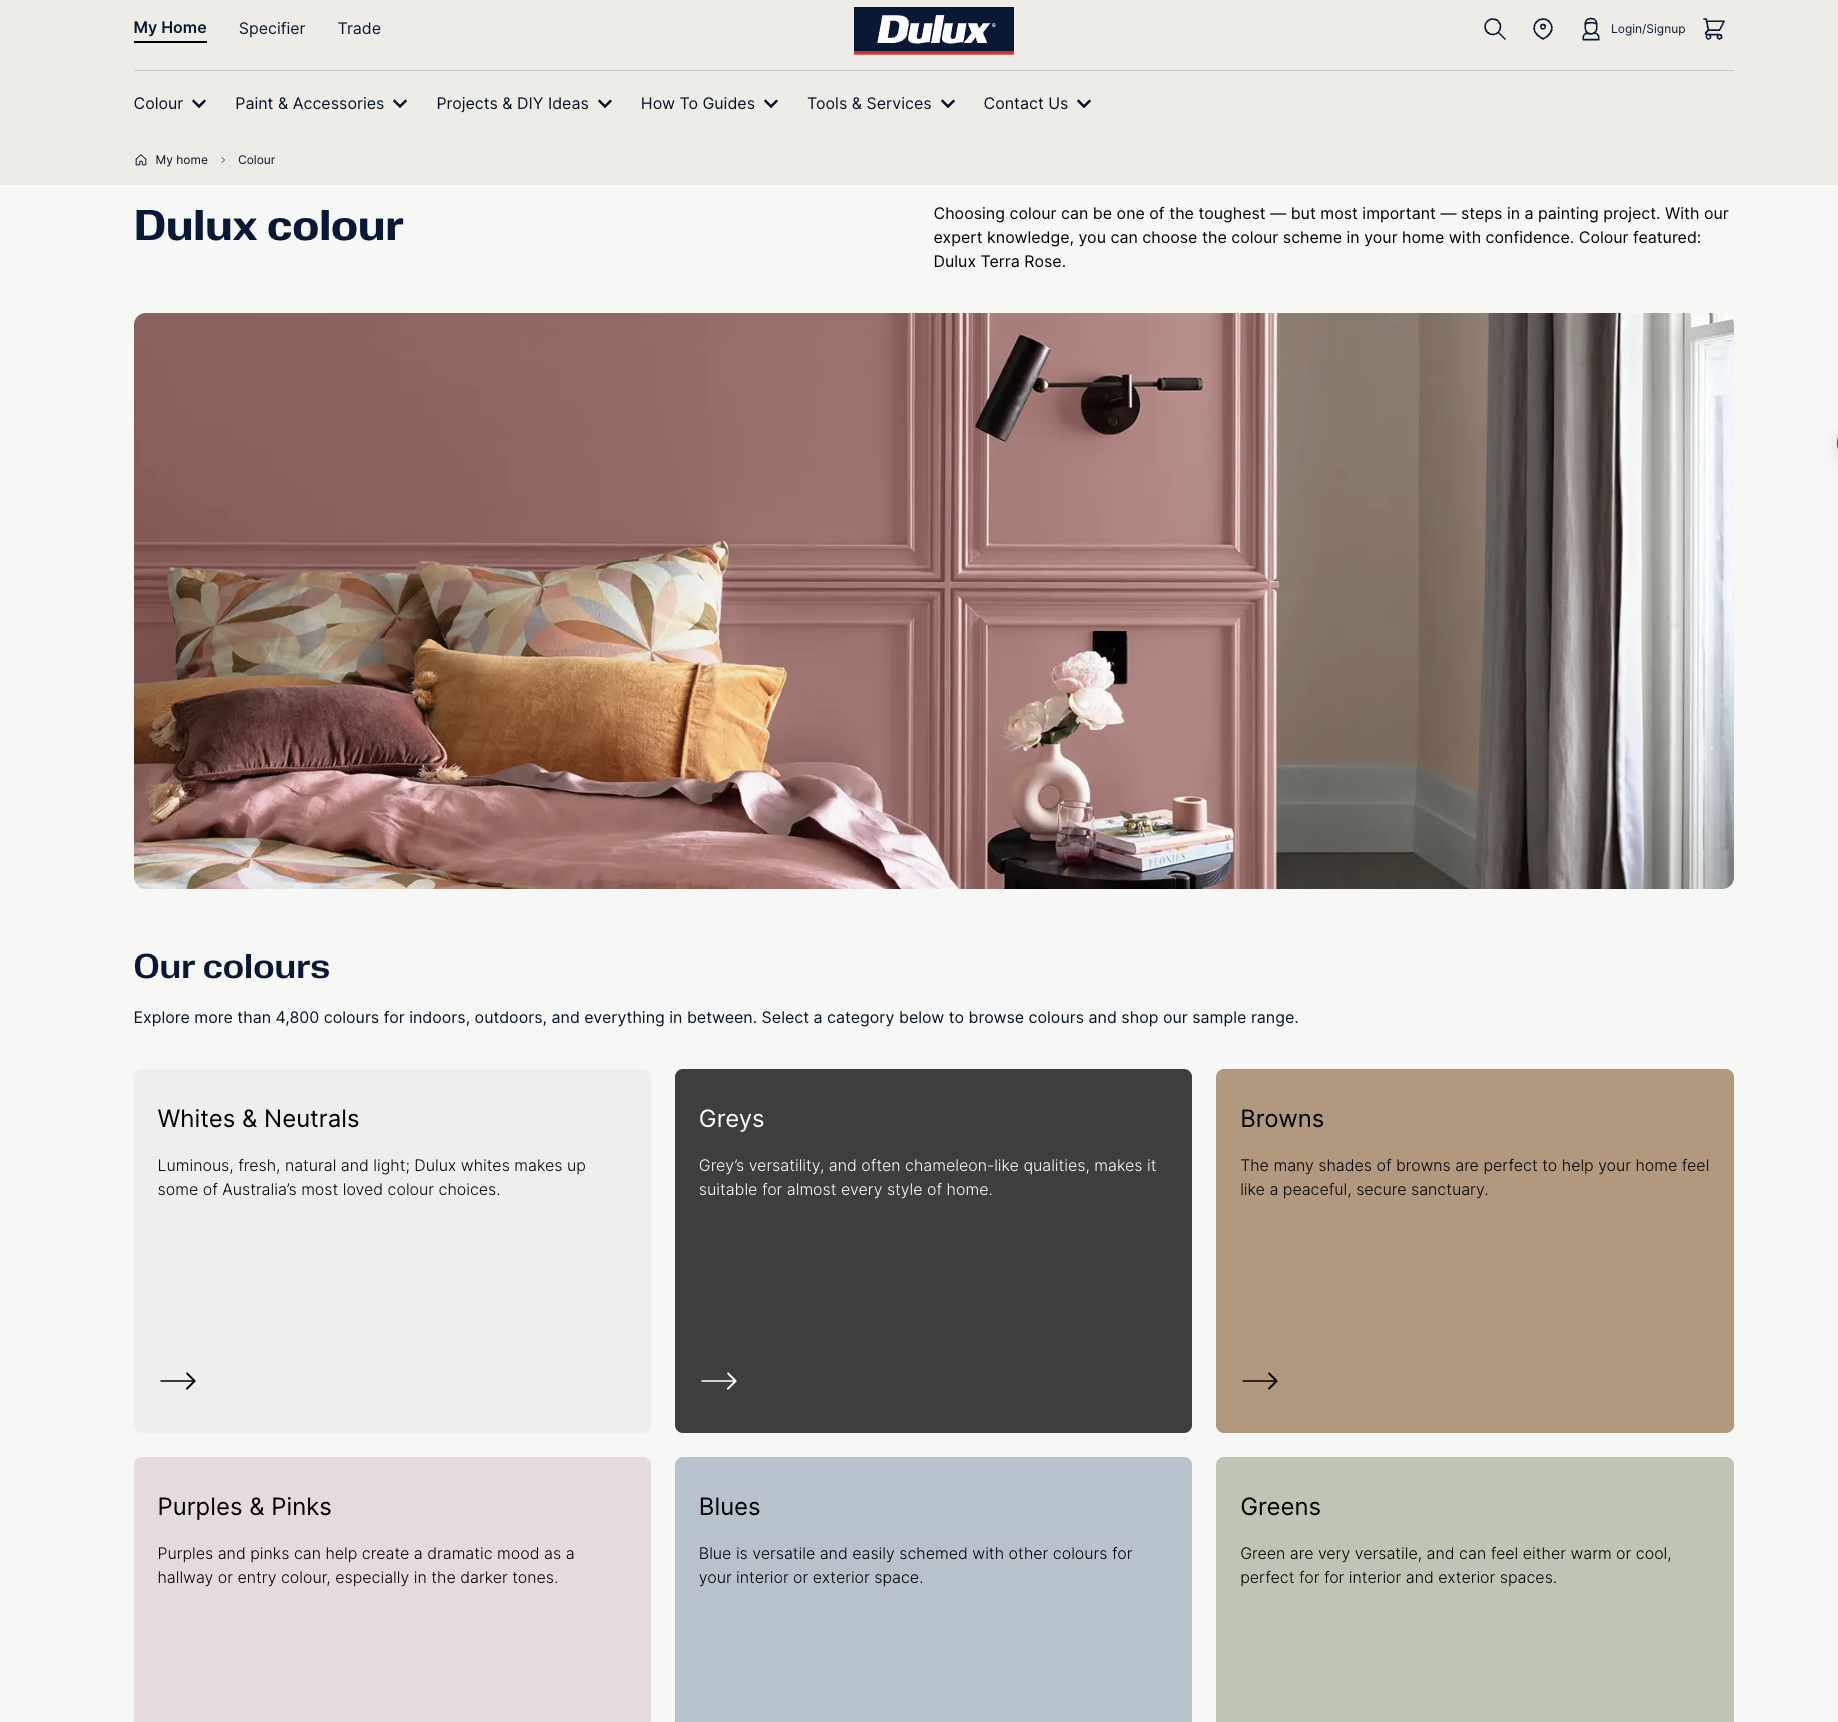 My Home
Specifier
Trade
Dulux
Login/Signup
Colour
Paint & Accessories
Projects & DIY Ideas
How To Guides
Tools & Services
Contact Us
My home
Colour
Dulux colour
Choosing colour can be one of the toughest — but most important — steps in a painting project. With our
expert knowledge, you can choose the colour scheme in your home with confidence. Colour featured:
Dulux Terra Rose.
PEONIES
Our colours
Explore more than 4,800 colours for indoors, outdoors, and everything in between. Select a category below to browse colours and shop our sample range.
Whites & Neutrals
Luminous, fresh, natural and light; Dulux whites makes up
some of Australia’s most loved colour choices.
Greys
Grey’s versatility, and often chameleon-like qualities, makes it
suitable for almost every style of home.
Browns
The many shades of browns are perfect to help your home feel
like a peaceful, secure sanctuary.
Purples & Pinks
Purples and pinks can help create a dramatic mood as a
hallway or entry colour, especially in the darker tones.
Blues
Blue is versatile and easily schemed with other colours for
your interior or exterior space.
Greens
Green are very versatile, and can feel either warm or cool,
perfect for for interior and exterior spaces.